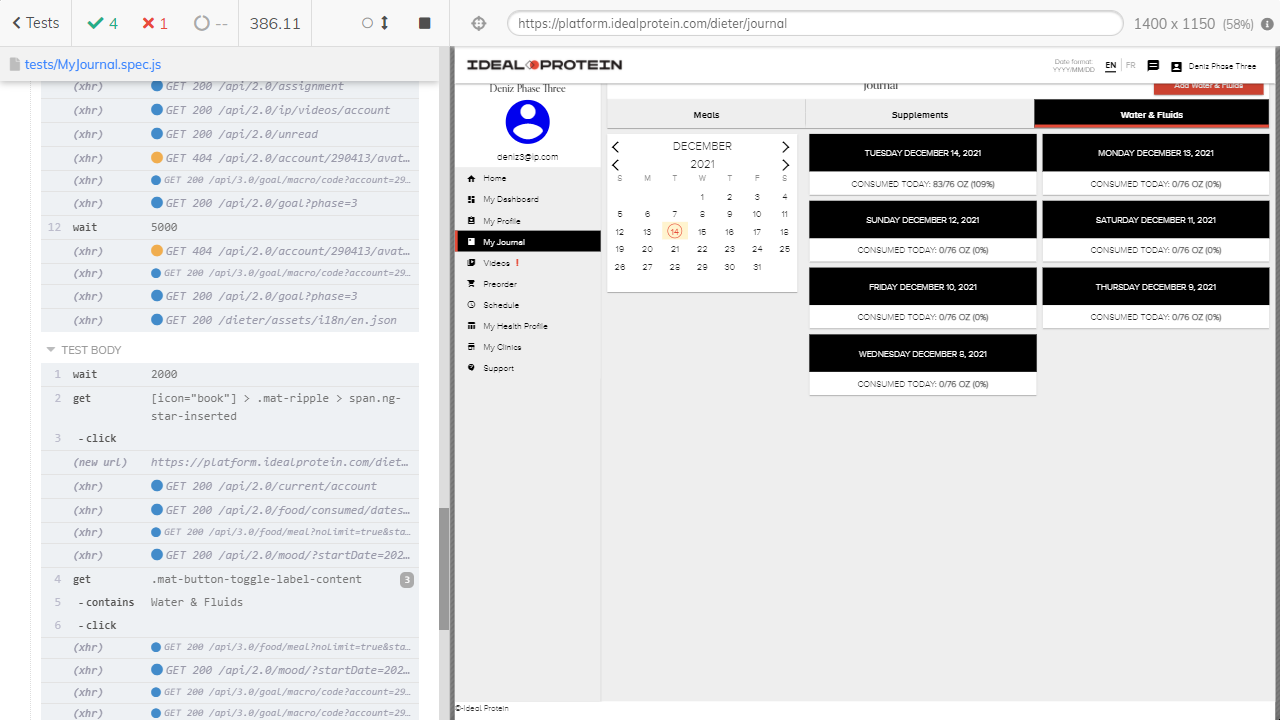 Tests
4
1
--
386.11
https://platform.idealprotein.com/dieter/journal
1400 x 1150 (58%)
tests/MyJournal.spec.js
(xhr) GET 200 /api/2.0/assignment
(xhr) GET 200 /api/2.0/ip/videos/account
(xhr) GET 200 /api/2.0/unread
(xhr) GET 404 /api/2.0/account/290413/avat…
(xhr) GET 200 /api/3.0/goal/macro/code?account=29…
(xhr) GET 200 /api/2.0/goal?phase=3
12 wait 5000
(xhr) GET 404 /api/2.0/account/290413/avat…
(xhr) GET 200 /api/3.0/goal/macro/code?account=29…
(xhr) GET 200 /api/2.0/goal?phase=3
(xhr) GET 200 /dieter/assets/i18n/en.json
TEST BODY
1 wait 2000
2 get [icon="book"] > .mat-ripple > span.ng-
star-inserted
3 -click
(new url) https://platform.idealprotein.com/diet…
(xhr) GET 200 /api/2.0/current/account
(xhr) GET 200 /api/2.0/food/consumed/dates…
(xhr) GET 200 /api/3.0/food/meal?noLimit=true&sta…
(xhr) GET 200 /api/2.0/mood/?startDate=202…
4 get .mat-button-toggle-label-content 3
5 -contains Water & Fluids
6 -click
(xhr) GET 200 /api/3.0/food/meal?noLimit=true&sta…
(xhr) GET 200 /api/2.0/mood/?startDate=202…
(xhr) GET 200 /api/3.0/goal/macro/code?account=29…
(xhr) GET 200 /api/3.0/goal/macro/code?account=29…
IDEAL PROTEIN
Date format:
YYYY/MM/DD
EN FR
Deniz Phase Three
Deniz Phase Three
deniz3@ip.com
Home
My Dashboard
My Profile
My Journal
Videos !
Preorder
Schedule
My Health Profile
My Clinics
Support
Journal
Add Water & Fluids
Meals
Supplements
Water & Fluids
DECEMBER
2021
S M T W T F S
1 2 3 4
5 6 7 8 9 10 11
12 13 14 15 16 17 18
19 20 21 22 23 24 25
26 27 28 29 30 31
TUESDAY DECEMBER 14, 2021
CONSUMED TODAY: 83/76 OZ (109%)
MONDAY DECEMBER 13, 2021
CONSUMED TODAY: 0/76 OZ (0%)
SUNDAY DECEMBER 12, 2021
CONSUMED TODAY: 0/76 OZ (0%)
SATURDAY DECEMBER 11, 2021
CONSUMED TODAY: 0/76 OZ (0%)
FRIDAY DECEMBER 10, 2021
CONSUMED TODAY: 0/76 OZ (0%)
THURSDAY DECEMBER 9, 2021
CONSUMED TODAY: 0/76 OZ (0%)
WEDNESDAY DECEMBER 8, 2021
CONSUMED TODAY: 0/76 OZ (0%)
©-Ideal Protein